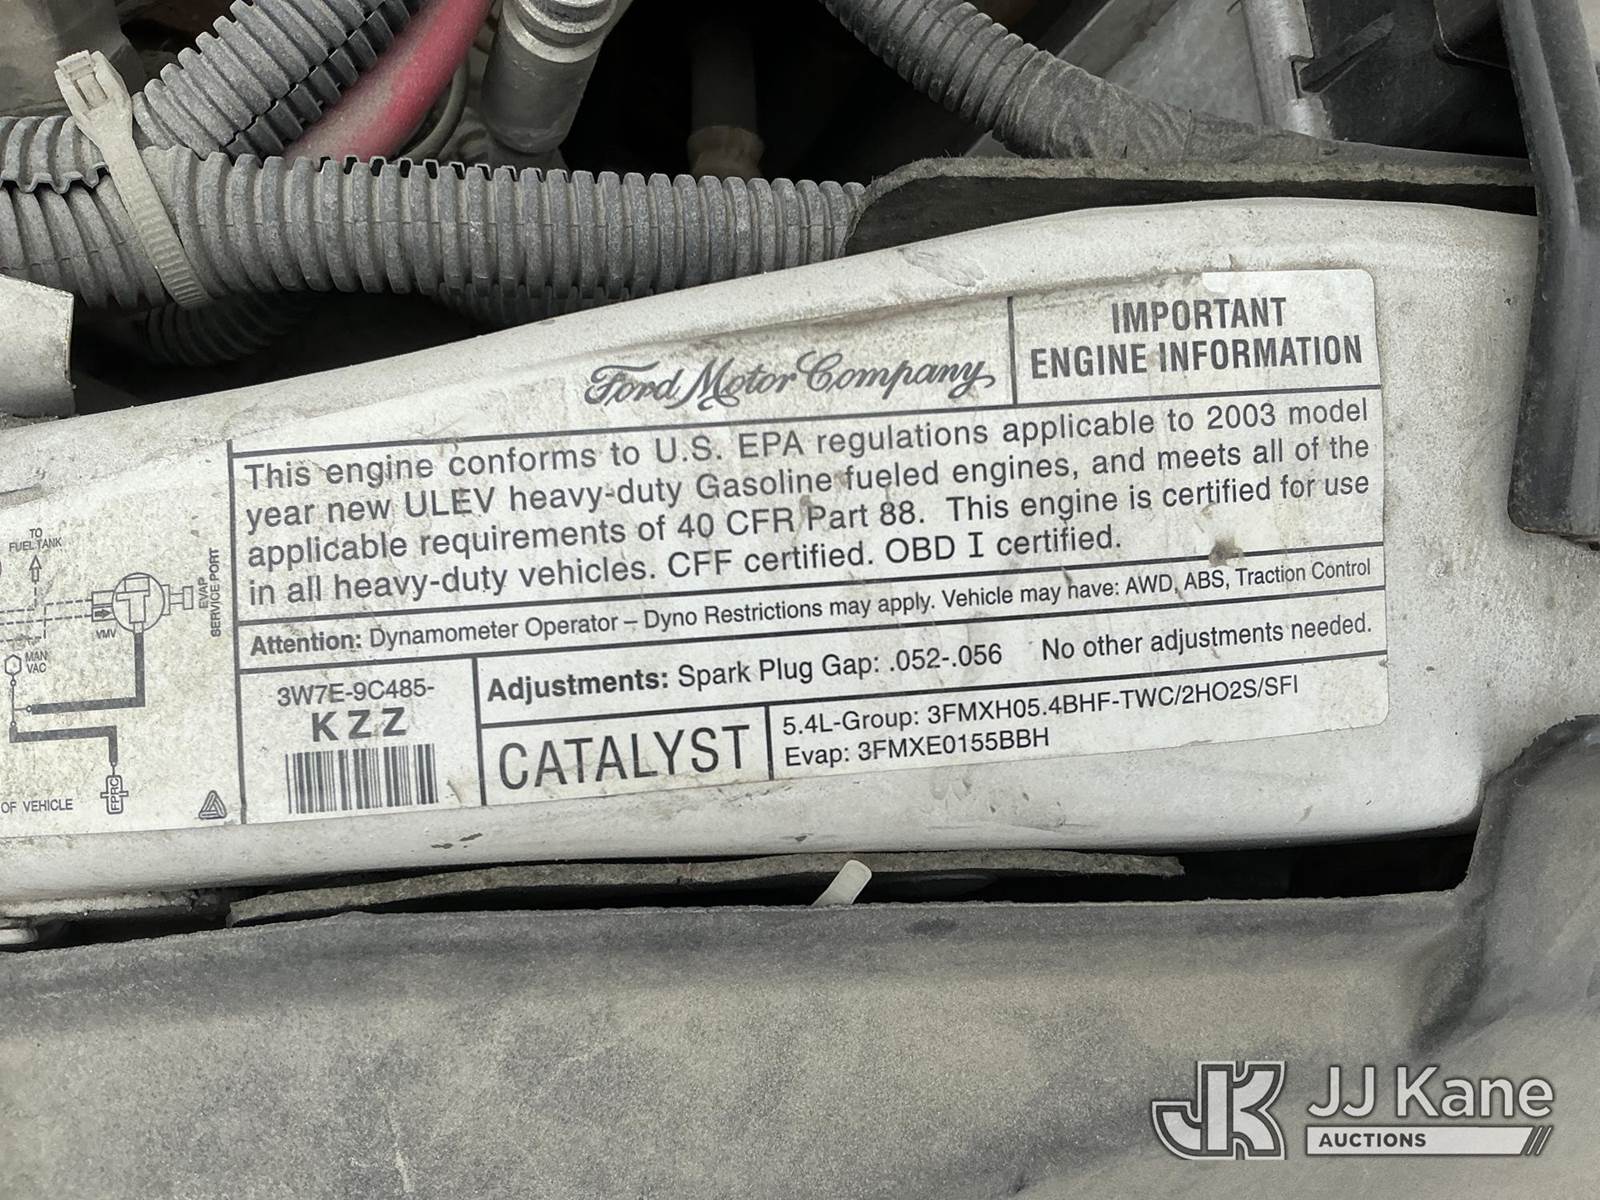 Ford Motor Company
IMPORTANT
ENGINE INFORMATION
This engine conforms to U.S. EPA regulations applicable to 2003 model
year new ULEV heavy-duty Gasoline fueled engines, and meets all of the
applicable requirements of 40 CFR Part 88. This engine is certified for use
in all heavy-duty vehicles. CFF certified. OBD I certified.
Attention: Dynamometer Operator – Dyno Restrictions may apply. Vehicle may have: AWD, ABS, Traction Control
3W7E-9C485-
KZZ
Adjustments: Spark Plug Gap: .052-.056 No other adjustments needed.
CATALYST
5.4L-Group: 3FMXH05.4BHF-TWC/2HO2S/SFI
Evap: 3FMXE0155BBH
TO
FUEL TANK
EVAP
SERVICE PORT
VMV
MAN
VAC
FPRC
OF VEHICLE
JK
JJ Kane
AUCTIONS